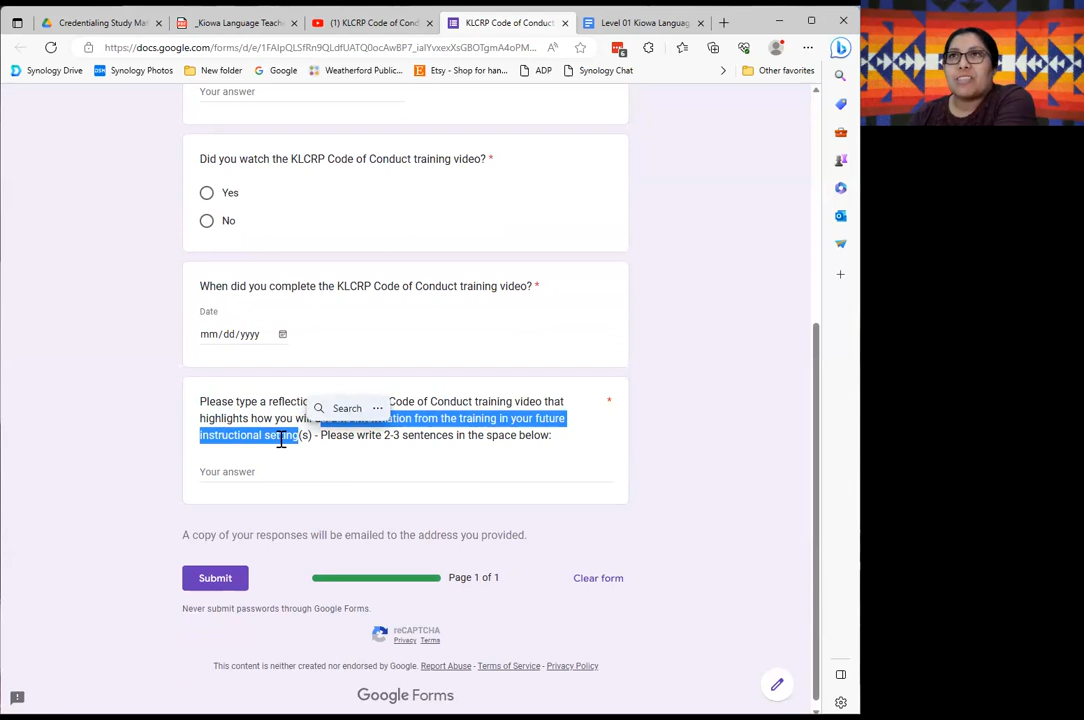 Credentialing Study Mat
_Kiowa Language Teache
(1) KLCRP Code of Cond
KLCRP Code of Conduct
Level 01 Kiowa Languag
https://docs.google.com/forms/d/e/1FAIpQLSfRn9QLdfUATQ0ocAwBP7_iaIYvxexXsGBOTgmA4oPM...
6
Synology Drive
Synology Photos
New folder
Google
Weatherford Public...
Etsy - Shop for han...
ADP
Synology Chat
Other favorites
Your answer
Did you watch the KLCRP Code of Conduct training video? *
Yes
No
When did you complete the KLCRP Code of Conduct training video? *
Date
mm/dd/yyyy
Please type a reflectio Code of Conduct training video that *
Search ...
highlights how you will from the training in your future
instructional setting(s) - Please write 2-3 sentences in the space below:
Your answer
A copy of your responses will be emailed to the address you provided.
Submit
Page 1 of 1
Clear form
Never submit passwords through Google Forms.
reCAPTCHA
Privacy Terms
This content is neither created nor endorsed by Google. Report Abuse - Terms of Service - Privacy Policy
Google Forms